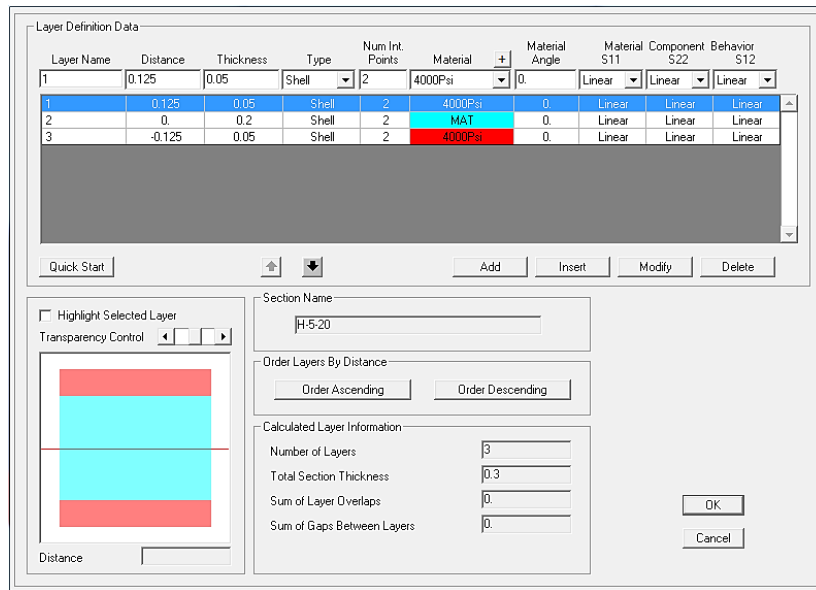 Layer Definition Data
Layer Name Distance Thickness Type Num Int. Points Material + Material Angle Material Component Behavior S11 S22 S12
1 0.125 0.05 Shell 2 4000Psi 0. Linear Linear Linear
1 0.125 0.05 Shell 2 4000Psi 0. Linear Linear Linear
2 0. 0.2 Shell 2 MAT 0. Linear Linear Linear
3 -0.125 0.05 Shell 2 4000Psi 0. Linear Linear Linear
Quick Start Add Insert Modify Delete
Highlight Selected Layer
Transparency Control
Distance
Section Name
H-5-20
Order Layers By Distance
Order Ascending Order Descending
Calculated Layer Information
Number of Layers 3
Total Section Thickness 0.3
Sum of Layer Overlaps 0.
Sum of Gaps Between Layers 0.
OK
Cancel